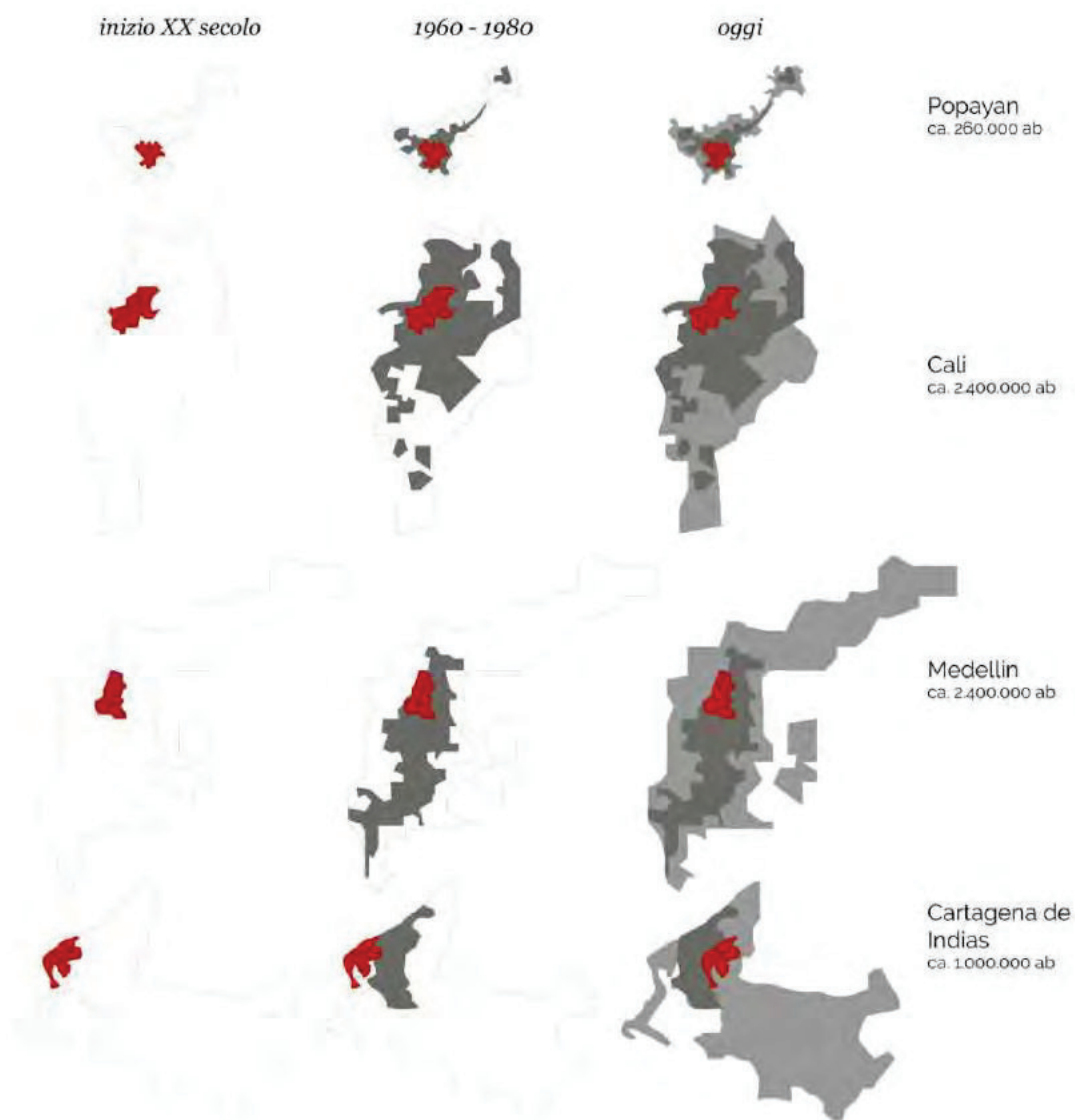 inizio XX secolo
1960 - 1980
oggi
Popayan
ca. 260.000 ab
Cali
ca. 2.400.000 ab
Medellin
ca. 2.400.000 ab
Cartagena de
Indias
ca. 1.000.000 ab